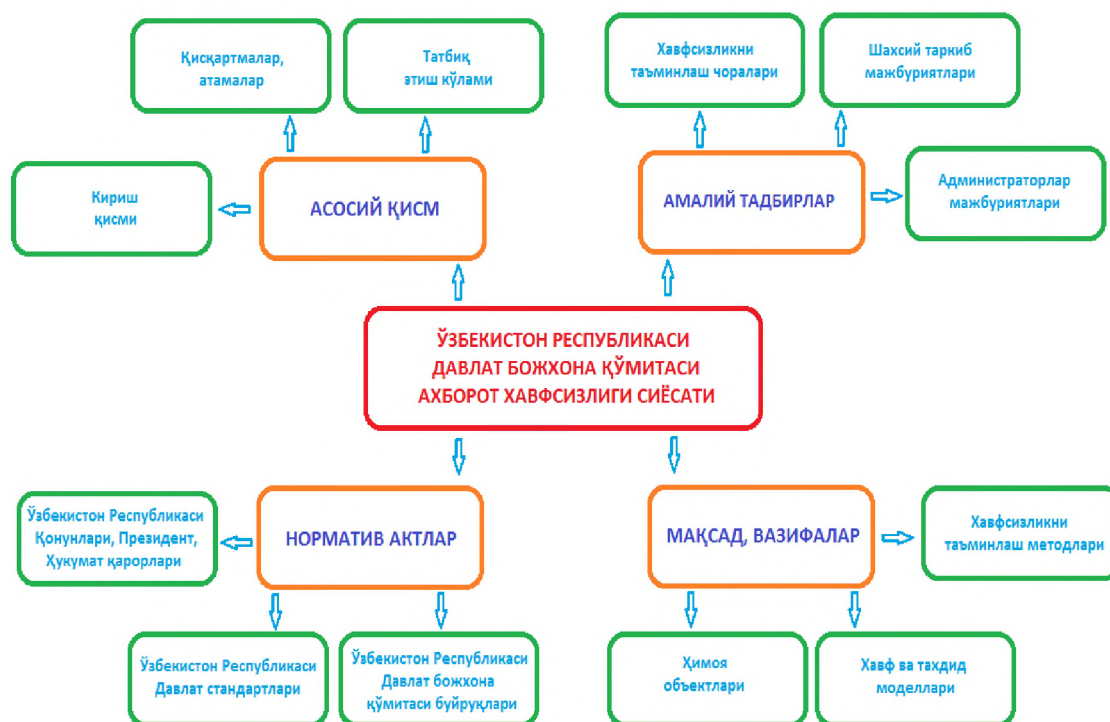 Қисқартмалар,
атамалар
Татбиқ
этиш кўлами
Хавфсизликни
таъминлаш чоралари
Шахсий таркиб
мажбуриятлари
Кириш
қисми
АСОСИЙ ҚИСМ
АМАЛИЙ ТАДБИРЛАР
Администраторлар
мажбуриятлари
ЎЗБЕКИСТОН РЕСПУБЛИКАСИ
ДАВЛАТ БОЖХОНА ҚЎМИТАСИ
АХБОРОТ ХАВФСИЗЛИГИ СИЁСАТИ
Ўзбекистон Республикаси
Қонунлари, Президент,
Ҳукумат қарорлари
НОРМАТИВ АКТЛАР
МАҚСАД, ВАЗИФАЛАР
Хавфсизликни
таъминлаш методлари
Ўзбекистон Республикаси
Давлат стандартлари
Ўзбекистон Республикаси
Давлат божхона
қўмитаси буйруқлари
Ҳимоя
объектлари
Хавф ва тахдид
моделлари